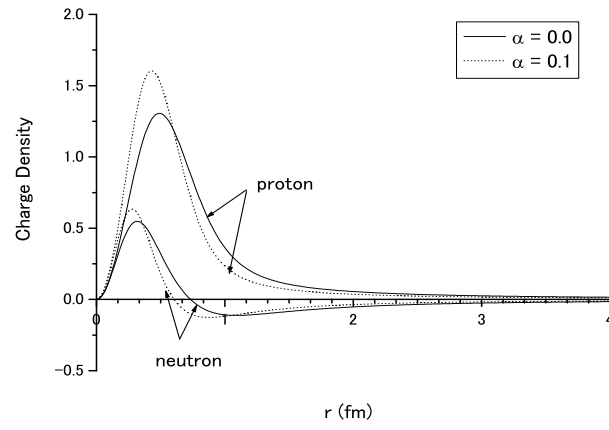 2.0
1.5
1.0
0.5
0.0
−0.5
Charge Density
α = 0.0
α = 0.1
proton
neutron
0
1
2
3
4
r (fm)